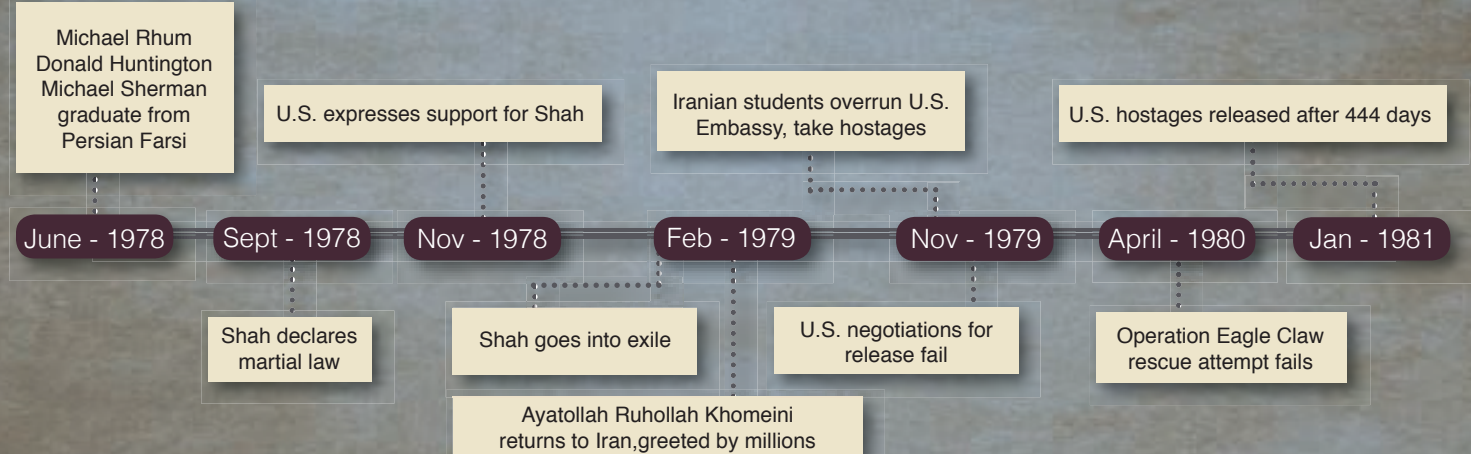 Michael Rhum
Donald Huntington
Michael Sherman
graduate from
Persian Farsi
U.S. expresses support for Shah
Iranian students overrun U.S.
Embassy, take hostages
U.S. hostages released after 444 days
June - 1978
Sept - 1978
Nov - 1978
Feb - 1979
Nov - 1979
April - 1980
Jan - 1981
Shah declares
martial law
Shah goes into exile
U.S. negotiations for
release fail
Operation Eagle Claw
rescue attempt fails
Ayatollah Ruhollah Khomeini
returns to Iran,greeted by millions